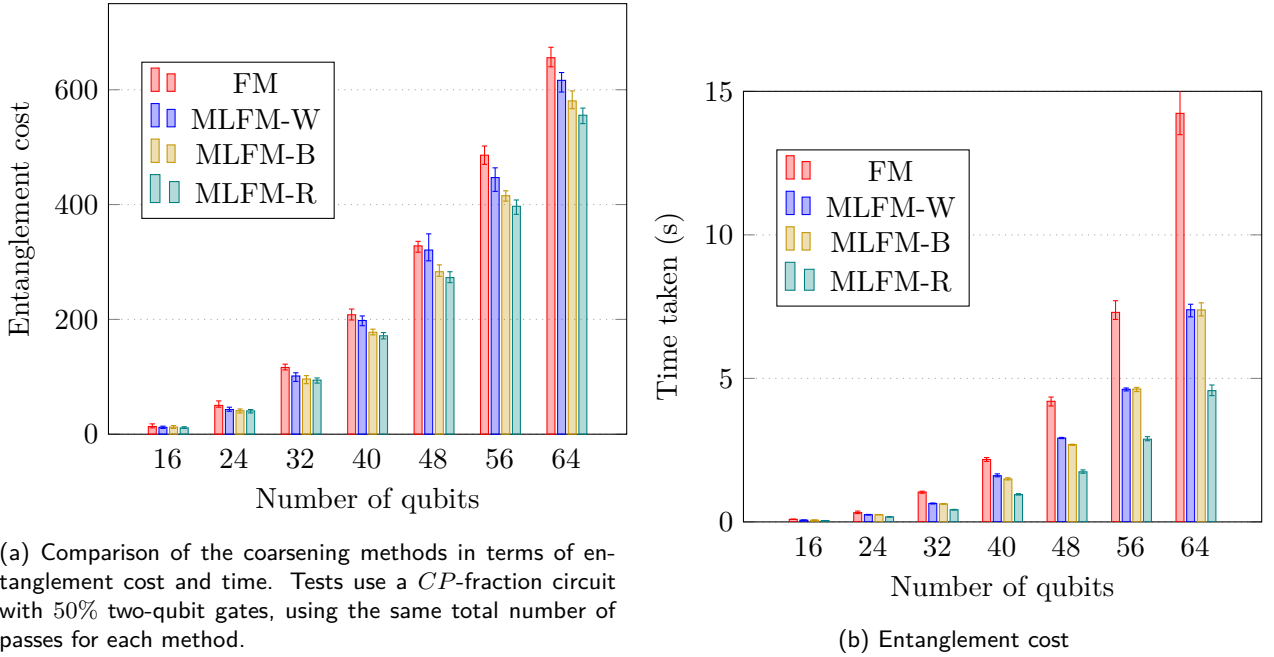 Entanglement cost
600
400
200
0
FM
MLFM-W
MLFM-B
MLFM-R
16 24 32 40 48 56 64
Number of qubits
(a) Comparison of the coarsening methods in terms of en-
tanglement cost and time. Tests use a CP-fraction circuit
with 50% two-qubit gates, using the same total number of
passes for each method.
Time taken (s)
15
10
5
0
FM
MLFM-W
MLFM-B
MLFM-R
16 24 32 40 48 56 64
Number of qubits
(b) Entanglement cost